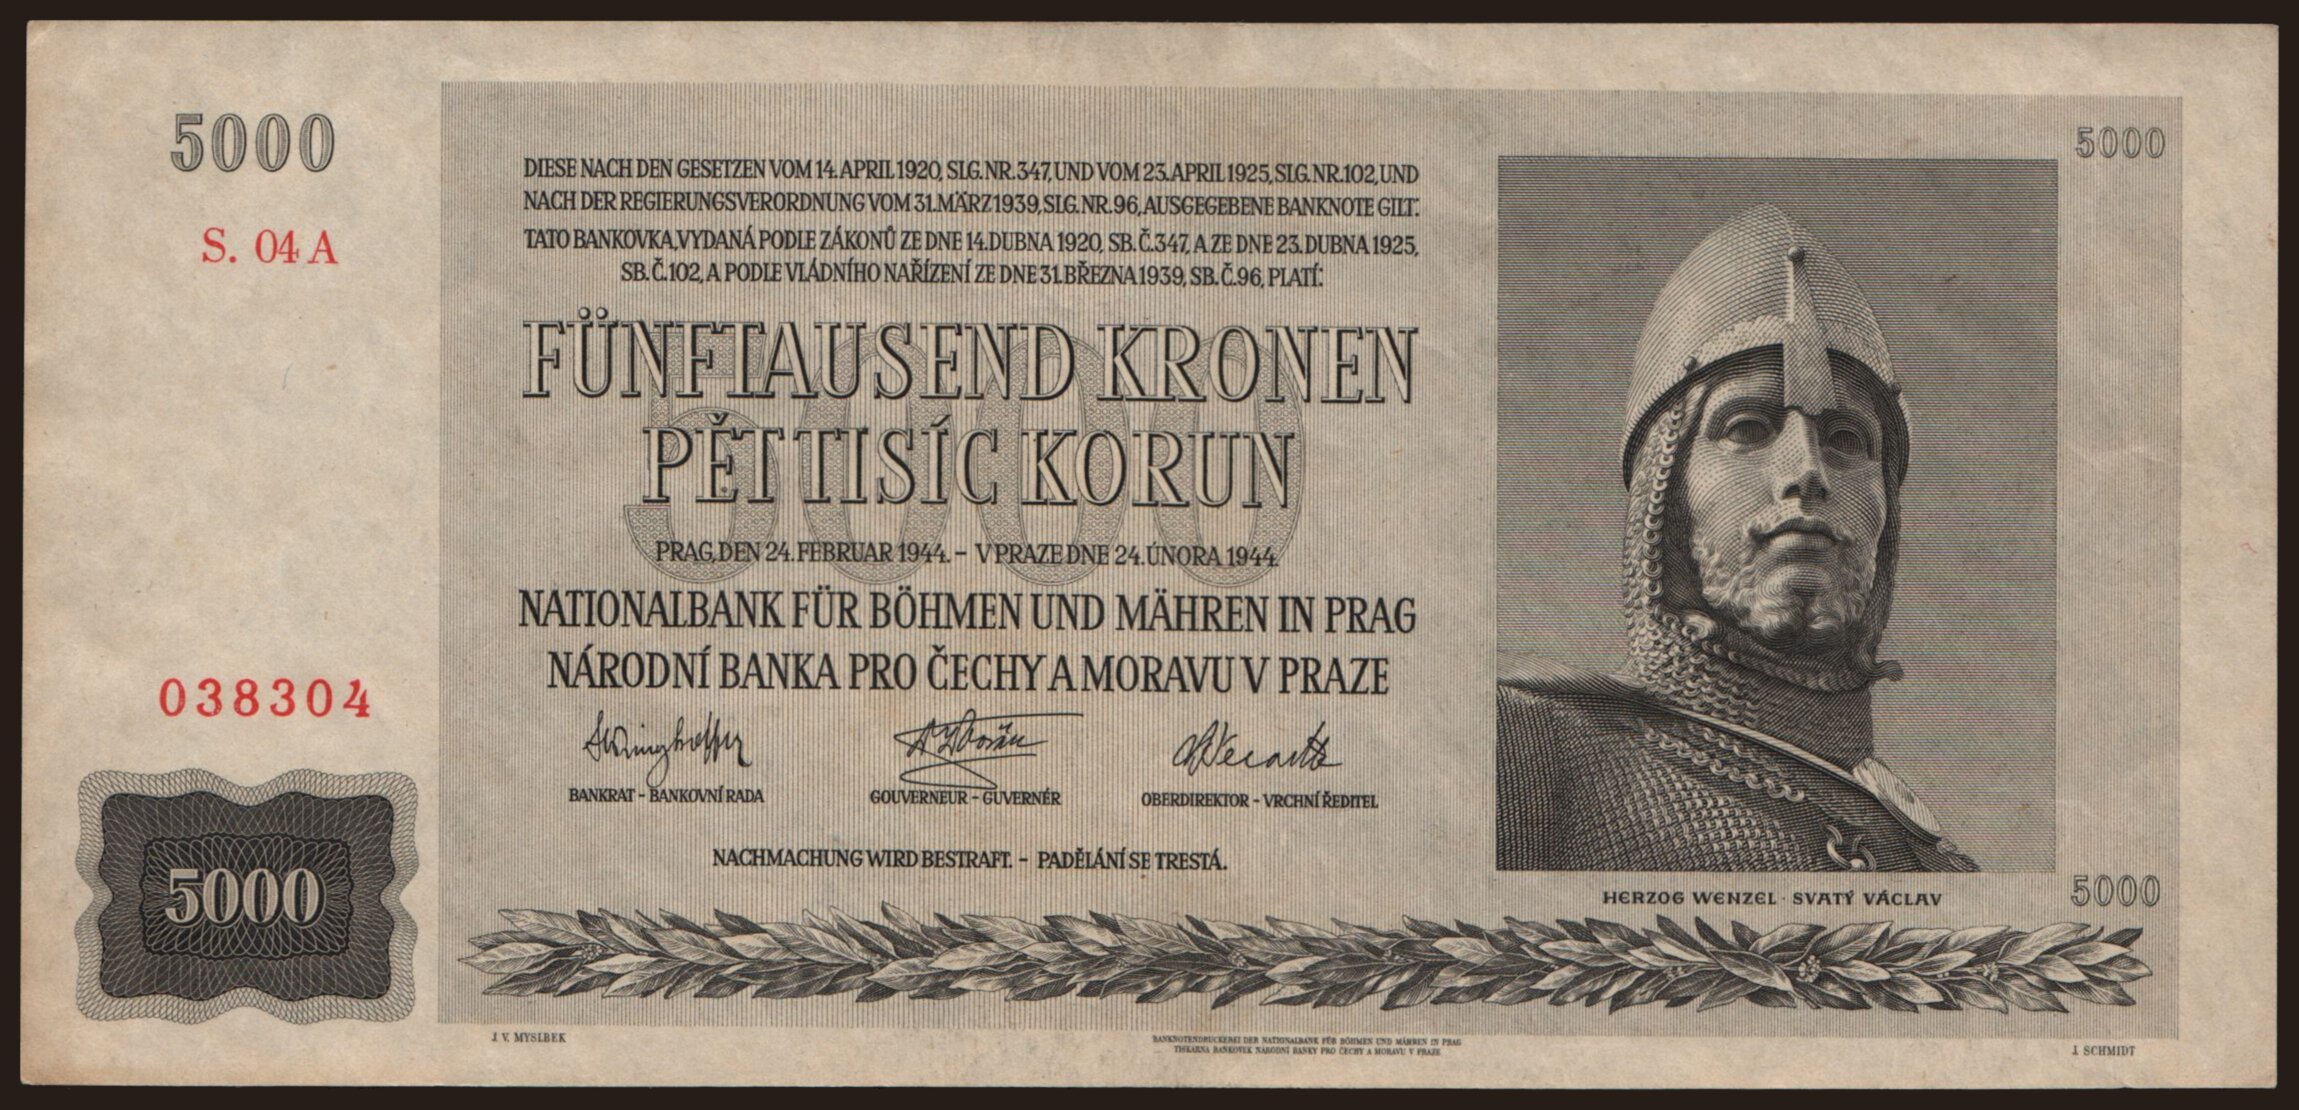 5000
5000
S. 04 A
DIESE NACH DEN GESETZEN VOM 14. APRIL 1920, SLG. NR. 347, UND VOM 23. APRIL 1925, SLG. NR. 102, UND
NACH DER REGIERUNGSVERORDNUNG VOM 31. MÄRZ 1939, SLG. NR. 96, AUSGEGEBENE BANKNOTE GILT:
TATO BANKOVKA, VYDANÁ PODLE ZÁKONŮ ZE DNE 14. DUBNA 1920, SB. Č. 347, A ZE DNE 23. DUBNA 1925,
SB. Č. 102, A PODLE VLÁDNÍHO NAŘÍZENÍ ZE DNE 31. BŘEZNA 1939, SB. Č. 96, PLATÍ:
FÜNFTAUSEND KRONEN
PĚT TISÍC KORUN
5000
PRAG, DEN 24. FEBRUAR 1944. – V PRAZE DNE 24. ÚNORA 1944.
NATIONALBANK FÜR BÖHMEN UND MÄHREN IN PRAG
NÁRODNÍ BANKA PRO ČECHY A MORAVU V PRAZE
038304
BANKRAT – BANKOVNÍ RADA
GOUVERNEUR – GUVERNÉR
OBERDIREKTOR – VRCHNÍ ŘEDITEL
NACHMACHUNG WIRD BESTRAFT. – PADĚLÁNÍ SE TRESTÁ.
5000
HERZOG WENZEL · SVATÝ VÁCLAV
5000
J. V. MYSLBEK
BANKNOTENDRUCKEREI DER NATIONALBANK FÜR BÖHMEN UND MÄHREN IN PRAG
TISKÁRNA BANKOVEK NÁRODNÍ BANKY PRO ČECHY A MORAVU V PRAZE
J. SCHMIDT